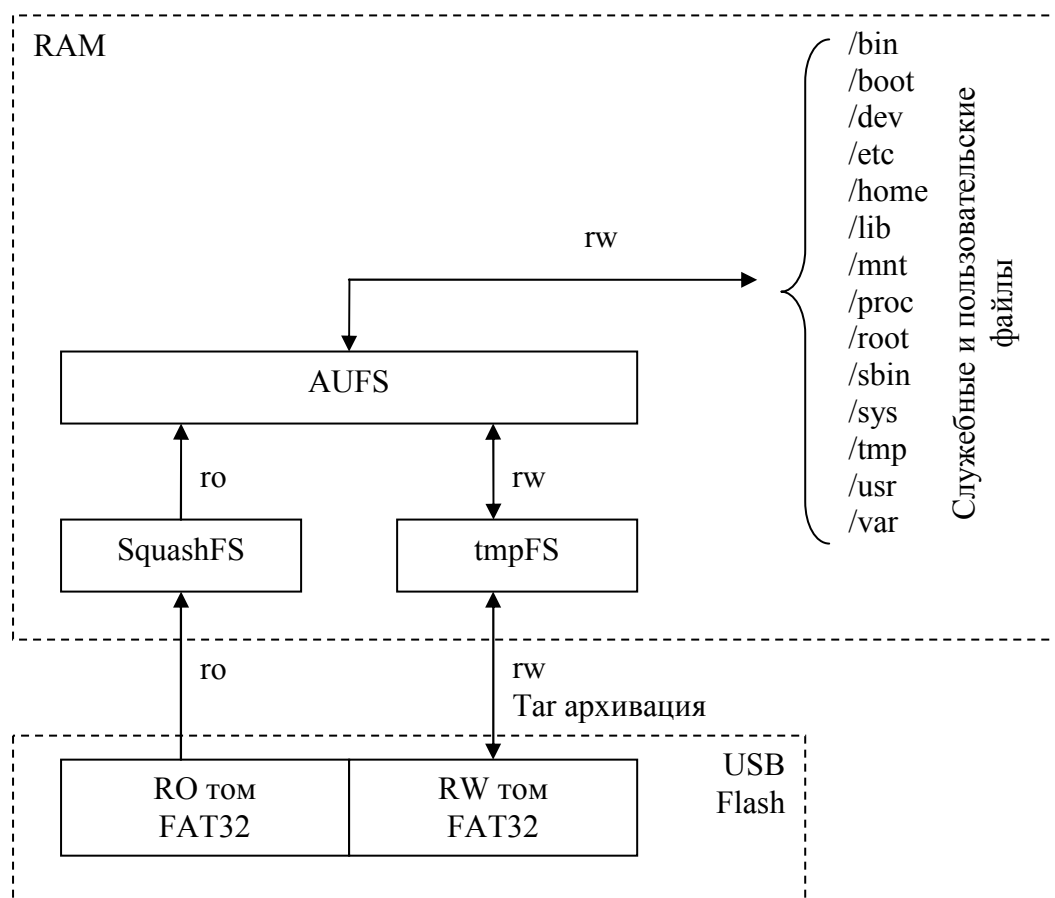 RAM
/bin
/boot
/dev
/etc
/home
/lib
/mnt
/proc
/root
/sbin
/sys
/tmp
/usr
/var
Служебные и пользовательские
файлы
rw
AUFS
ro
rw
SquashFS
tmpFS
ro
rw
Tar архивация
RO том
FAT32
RW том
FAT32
USB
Flash